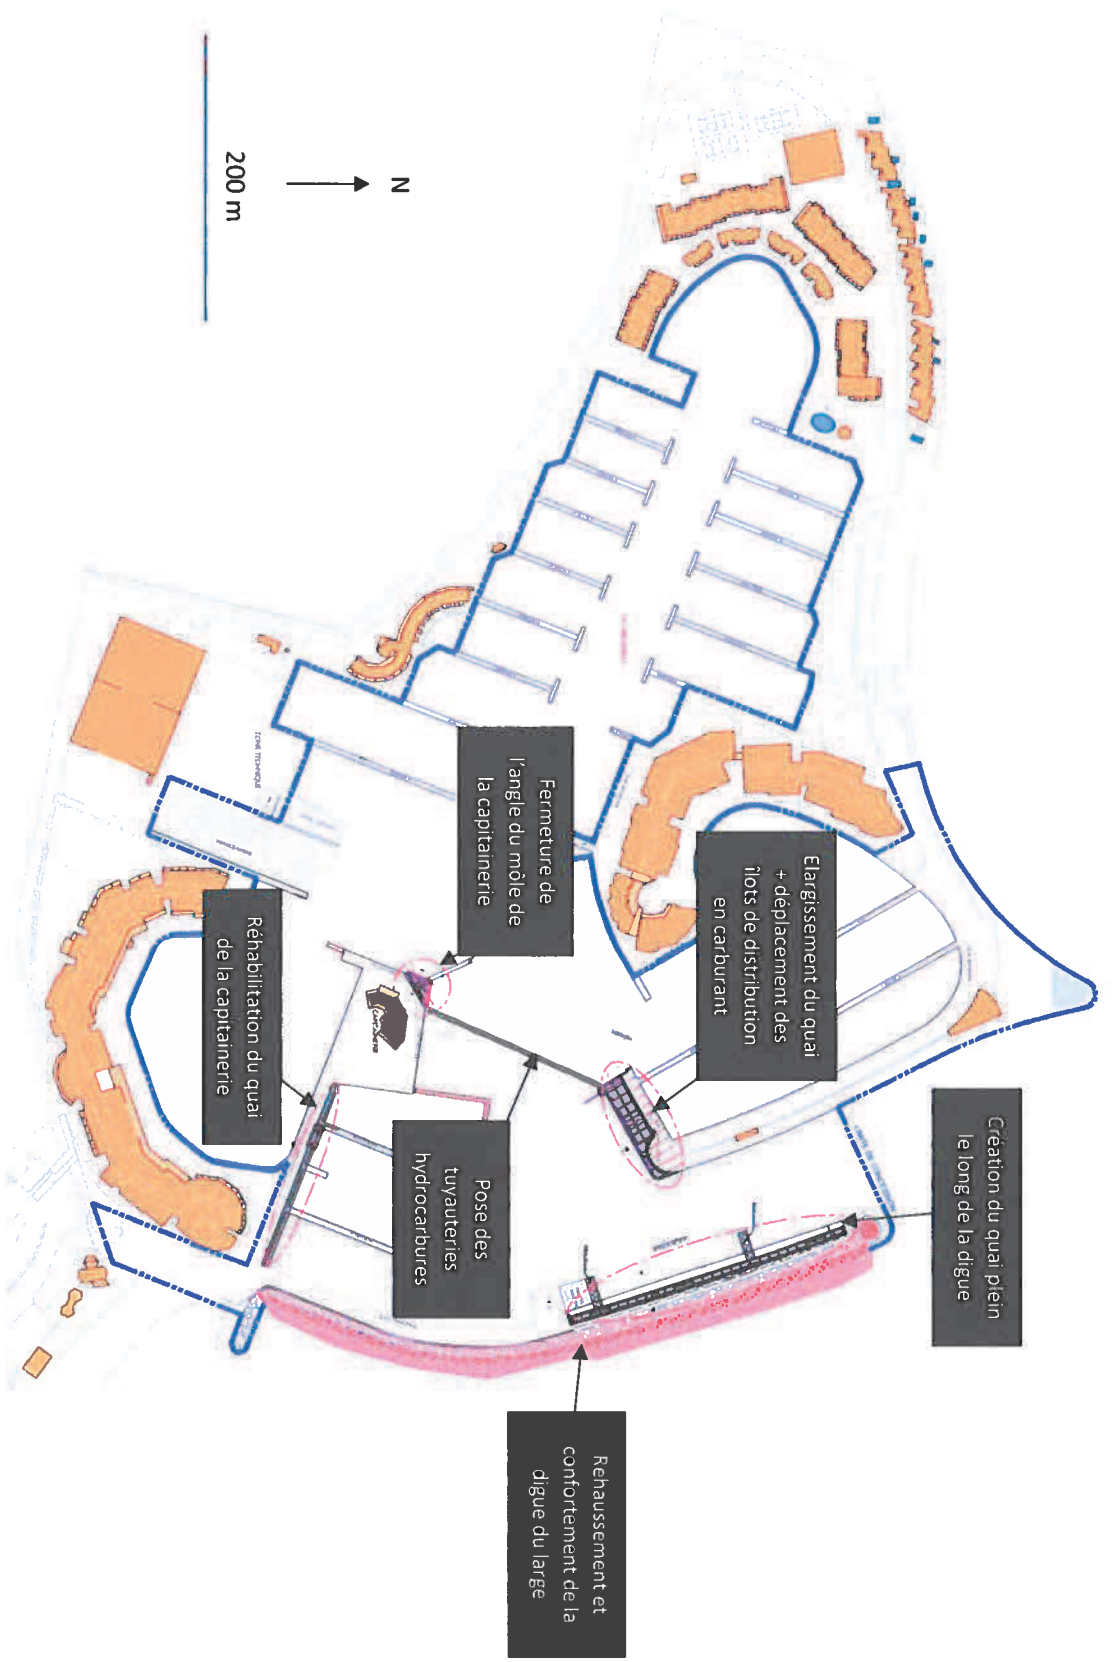 200 m
N
Fermeture de
l'angle du môle de
la capitainerie
Elargissement du quai
+ déplacement des
îlots de distribution
en carburant
Création du quai plein
le long de la digue
Réhabilitation du quai
de la capitainerie
Pose des
tuyauteries
hydrocarbures
Rehaussement et
confortement de la
digue du large
ZONE TECHNIQUE